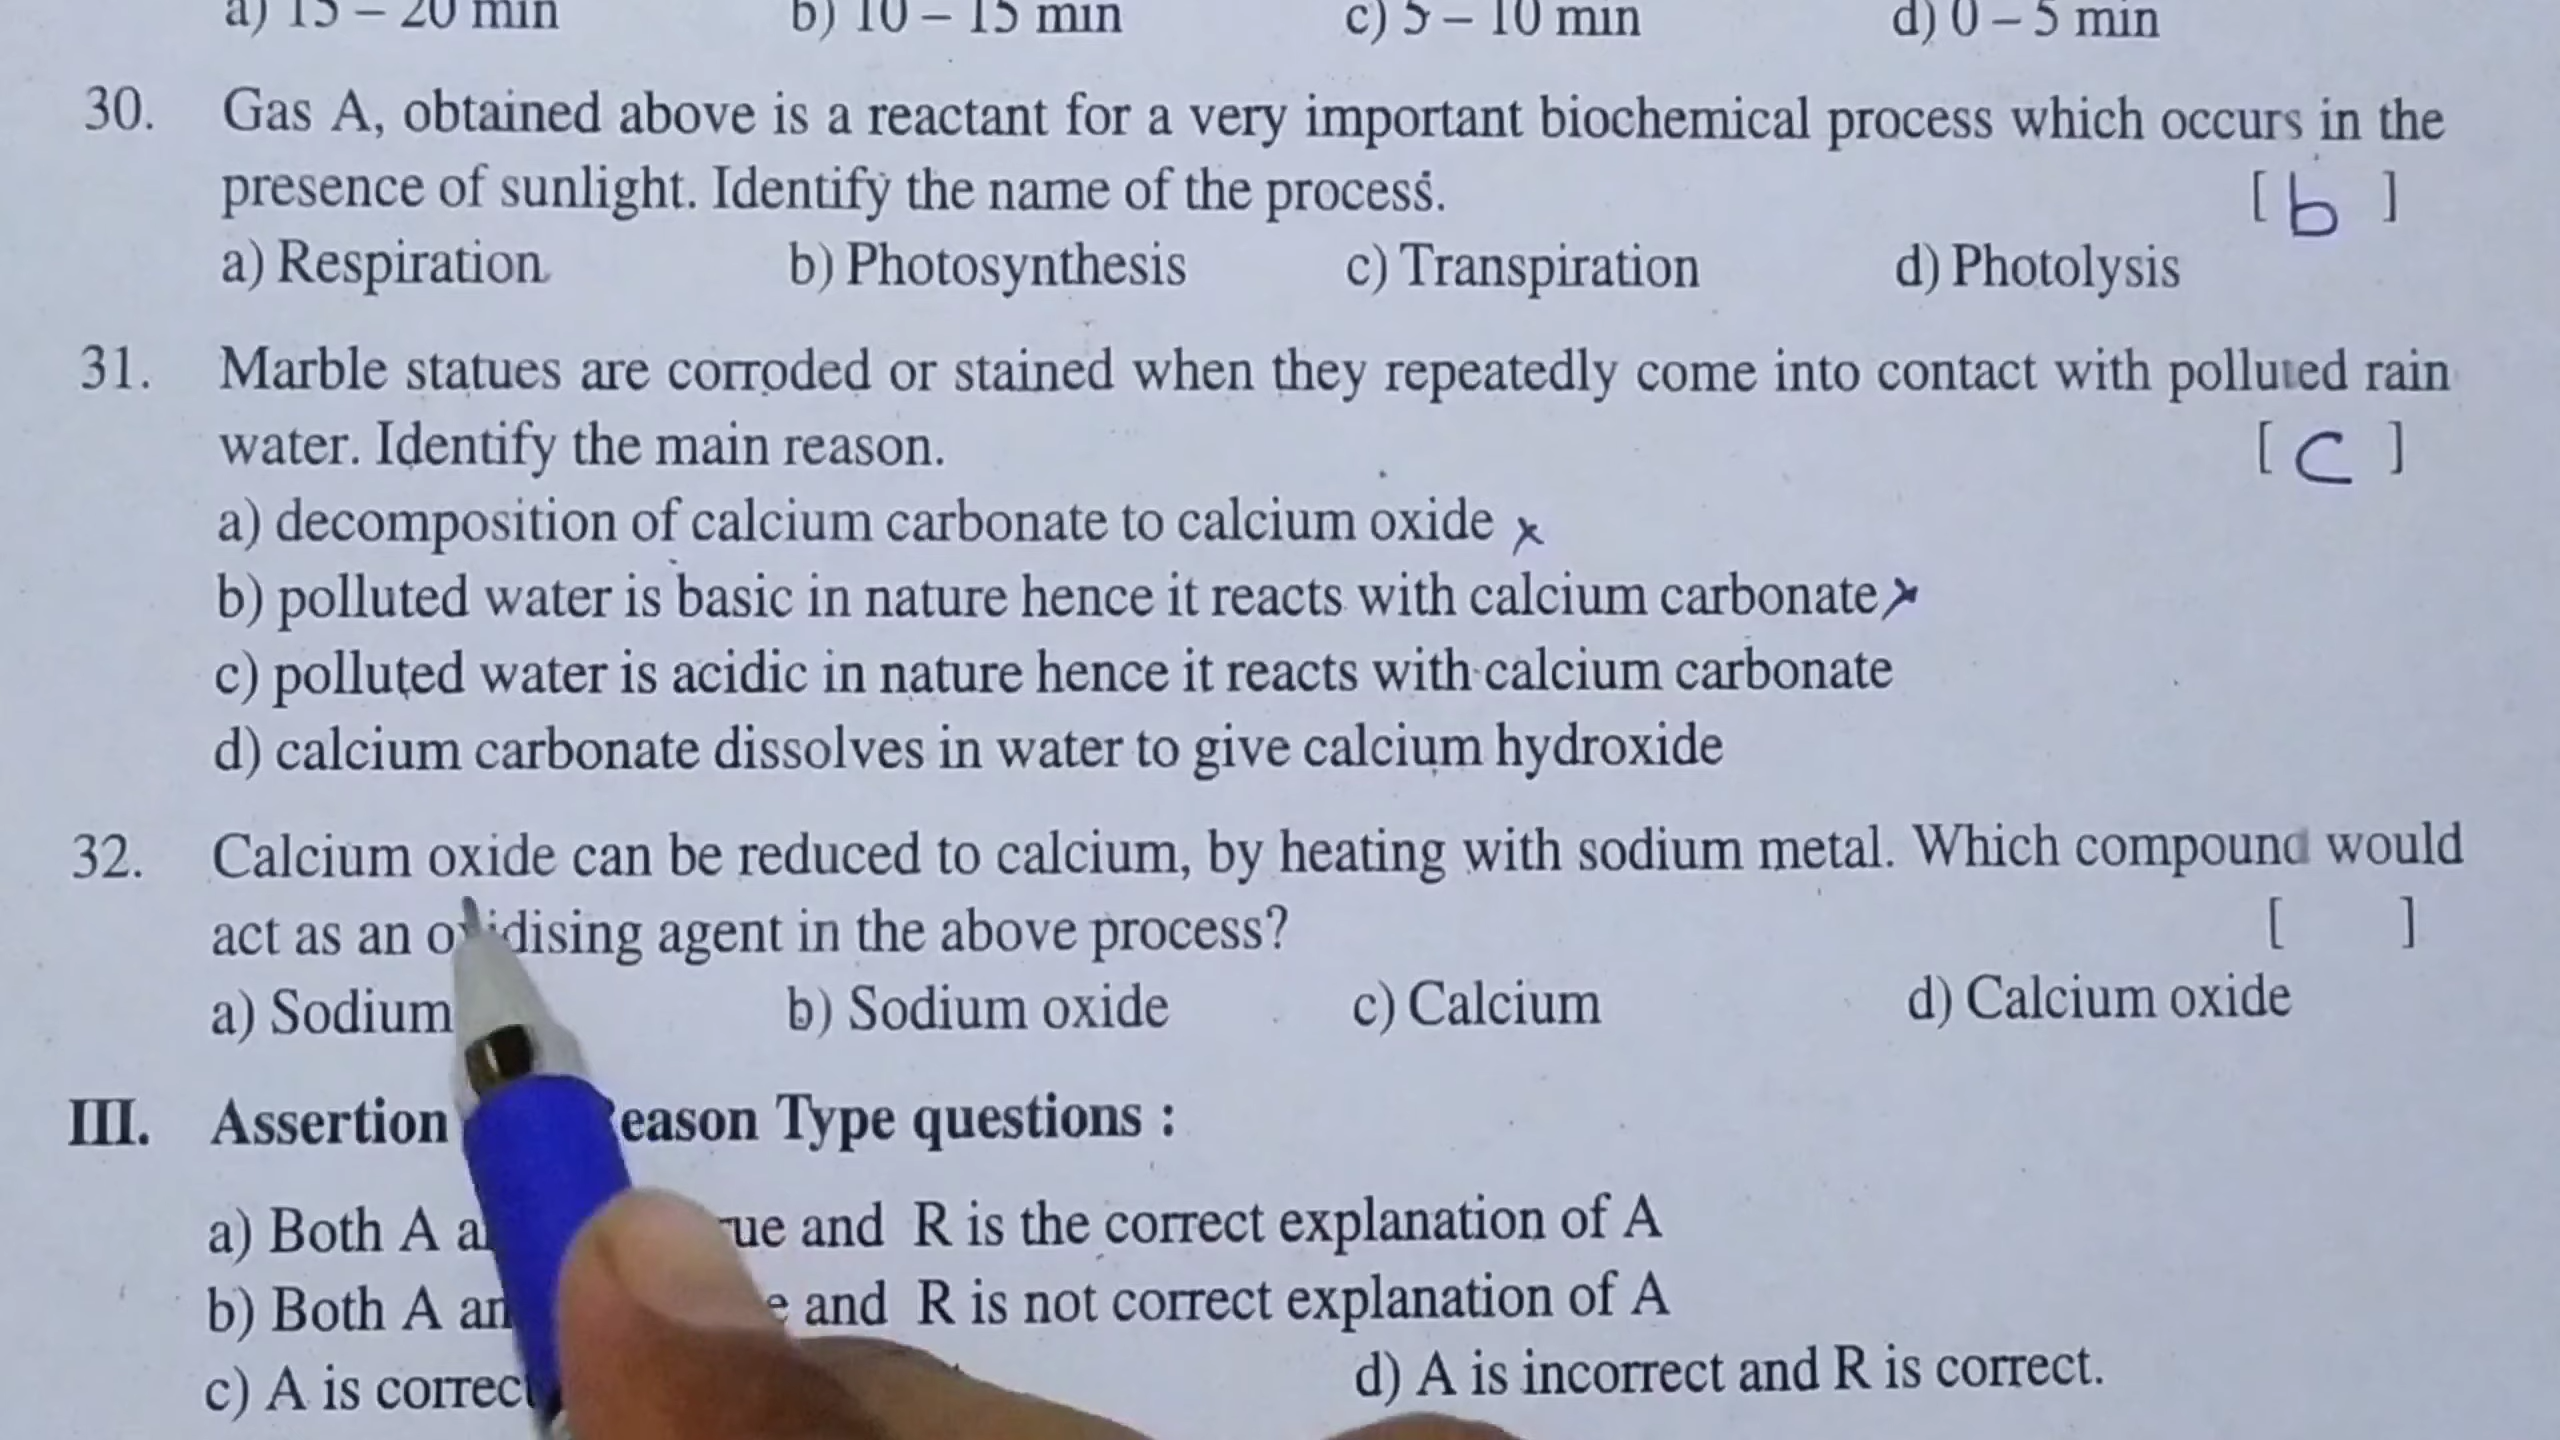 a) 15 – 20 min b) 10 – 15 min c) 5 – 10 min d) 0 – 5 min
30. Gas A, obtained above is a reactant for a very important biochemical process which occurs in the
presence of sunlight. Identify the name of the process. [ b ]
a) Respiration b) Photosynthesis c) Transpiration d) Photolysis
31. Marble statues are corroded or stained when they repeatedly come into contact with polluted rain
water. Identify the main reason. [ c ]
a) decomposition of calcium carbonate to calcium oxide x
b) polluted water is basic in nature hence it reacts with calcium carbonate x
c) polluted water is acidic in nature hence it reacts with calcium carbonate
d) calcium carbonate dissolves in water to give calcium hydroxide
32. Calcium oxide can be reduced to calcium, by heating with sodium metal. Which compound would
act as an oxidising agent in the above process? [ ]
a) Sodium b) Sodium oxide c) Calcium d) Calcium oxide
III. Assertion Reason Type questions :
a) Both A and R is the correct explanation of A
b) Both A and R is not correct explanation of A
c) A is correct d) A is incorrect and R is correct.